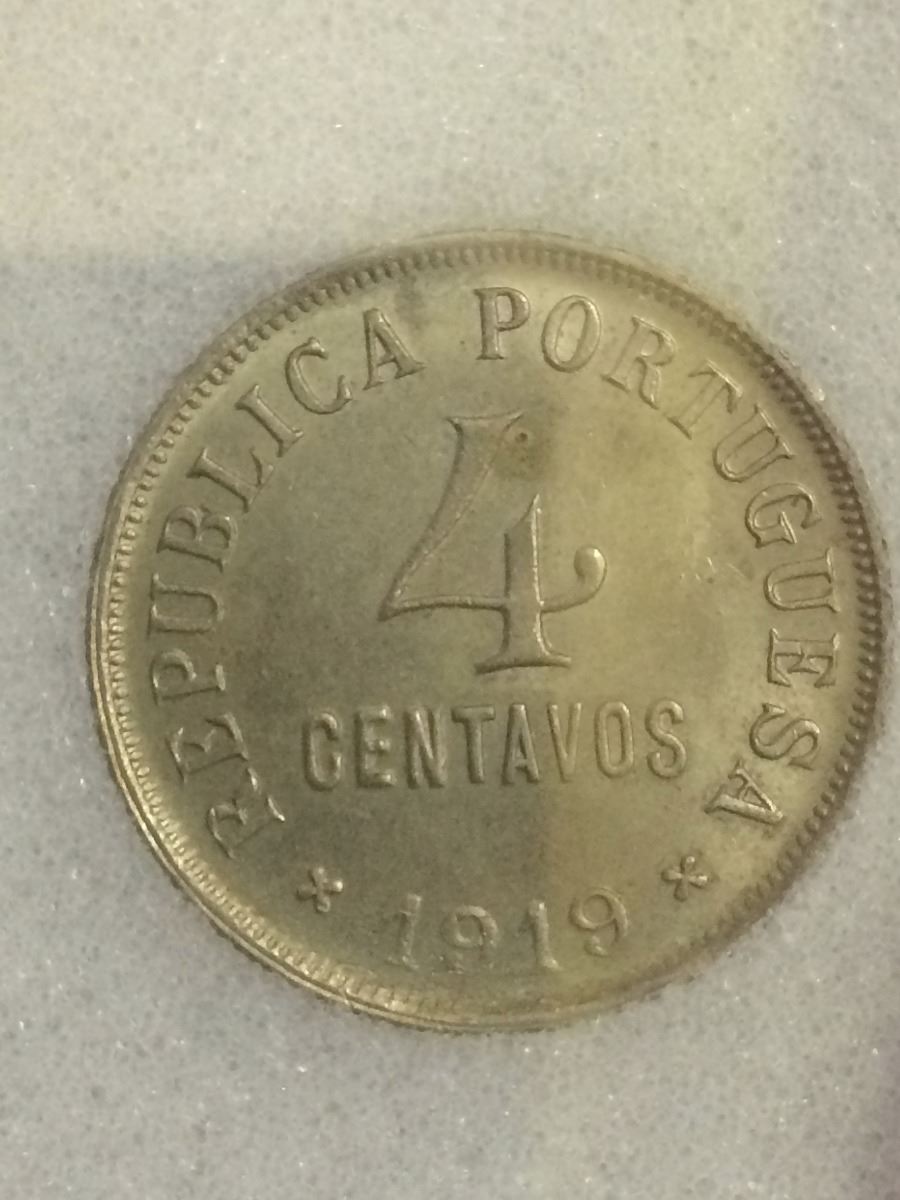 REPUBLICA PORTUGUESA
4
CENTAVOS
* 1919 *